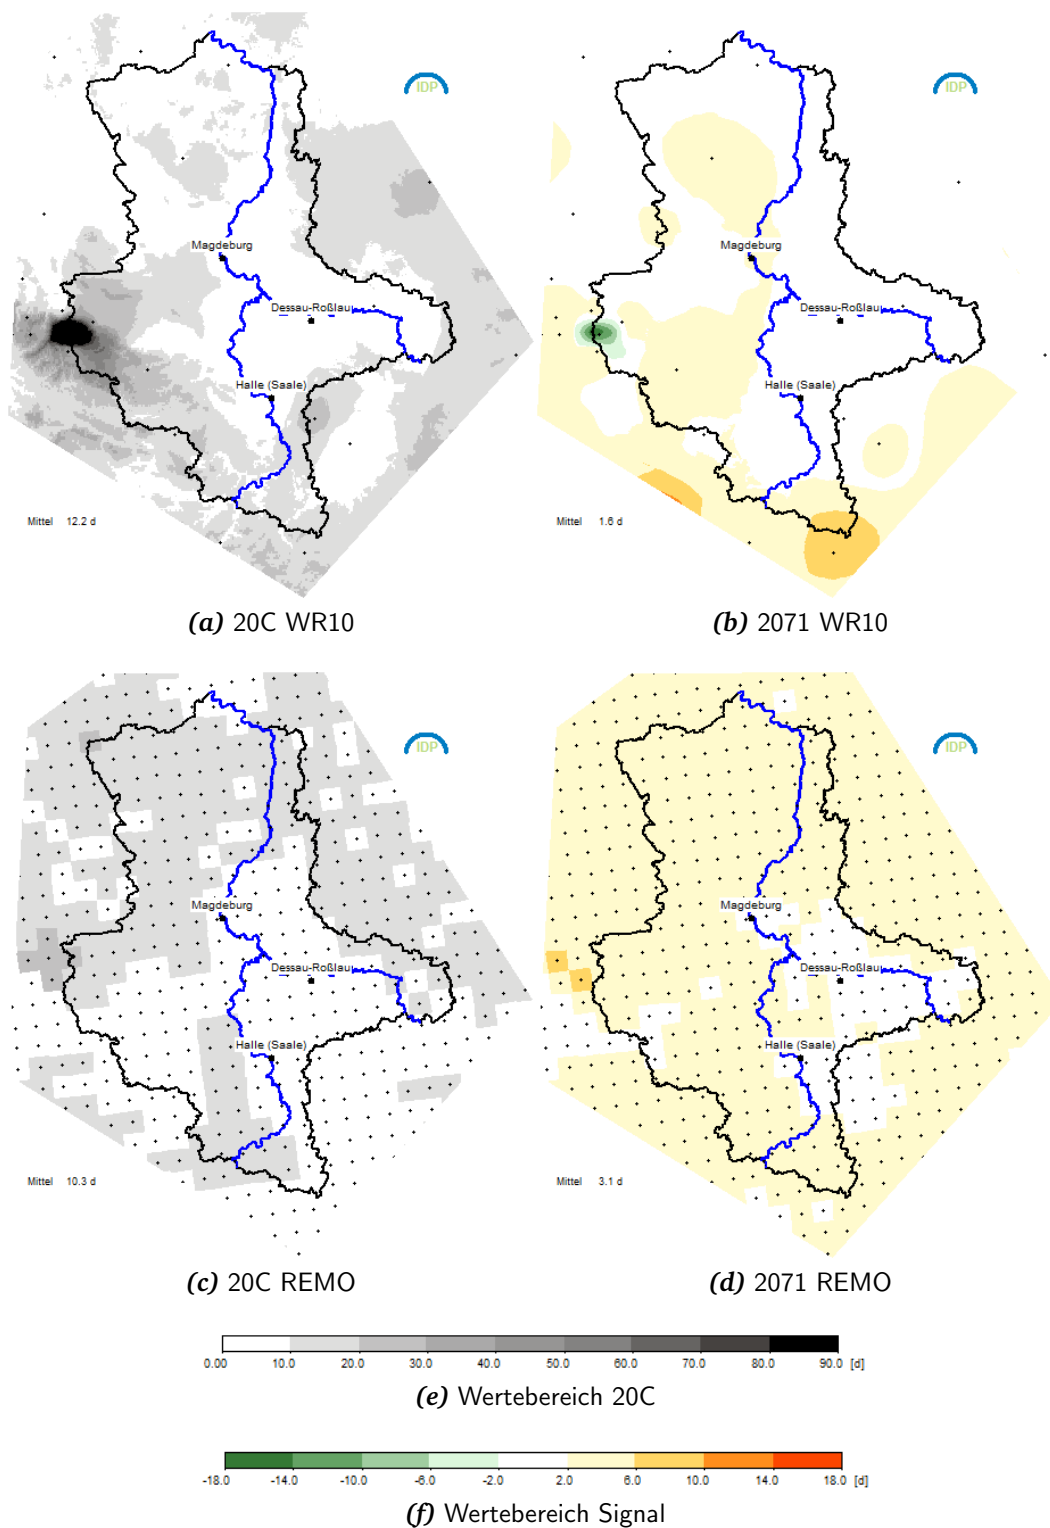 IDP
IDP
Magdeburg
Magdeburg
Dessau-Roßlau
Dessau-Roßlau
Halle (Saale)
Halle (Saale)
Mittel 12.2 d
Mittel 1.6 d
(a) 20C WR10
(b) 2071 WR10
IDP
IDP
Magdeburg
Magdeburg
Dessau-Roßlau
Dessau-Roßlau
Halle (Saale)
Halle (Saale)
Mittel 10.3 d
Mittel 3.1 d
(c) 20C REMO
(d) 2071 REMO
0.00 10.0 20.0 30.0 40.0 50.0 60.0 70.0 80.0 90.0 [d]
(e) Wertebereich 20C
-18.0 -14.0 -10.0 -6.0 -2.0 2.0 6.0 10.0 14.0 18.0 [d]
(f) Wertebereich Signal